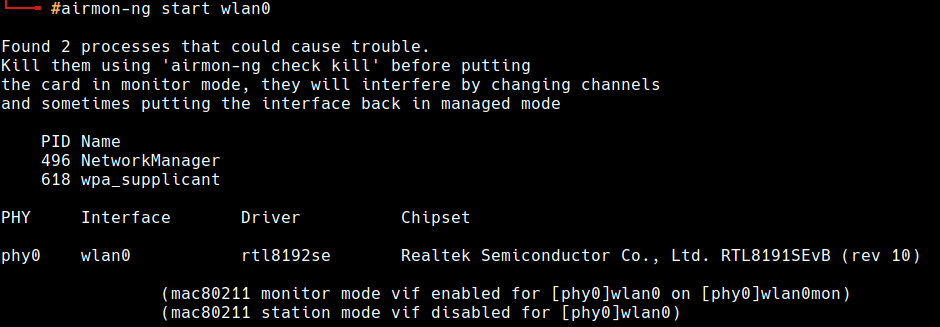 #airmon-ng start wlan0
Found 2 processes that could cause trouble.
Kill them using 'airmon-ng check kill' before putting
the card in monitor mode, they will interfere by changing channels
and sometimes putting the interface back in managed mode
PID Name
496 NetworkManager
618 wpa_supplicant
PHY Interface Driver Chipset
phy0 wlan0 rtl8192se Realtek Semiconductor Co., Ltd. RTL8191SEvB (rev 10)
(mac80211 monitor mode vif enabled for [phy0]wlan0 on [phy0]wlan0mon)
(mac80211 station mode vif disabled for [phy0]wlan0)